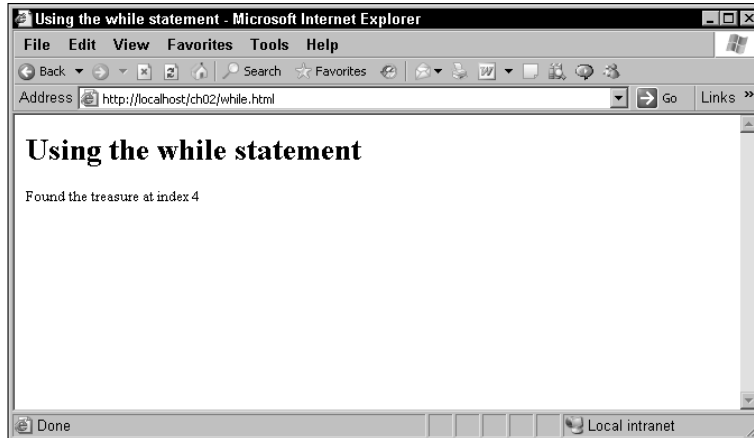 Using the while statement - Microsoft Internet Explorer
File Edit View Favorites Tools Help
Back Search Favorites
Address http://localhost/ch02/while.html Go Links »
Using the while statement
Found the treasure at index 4
Done Local intranet